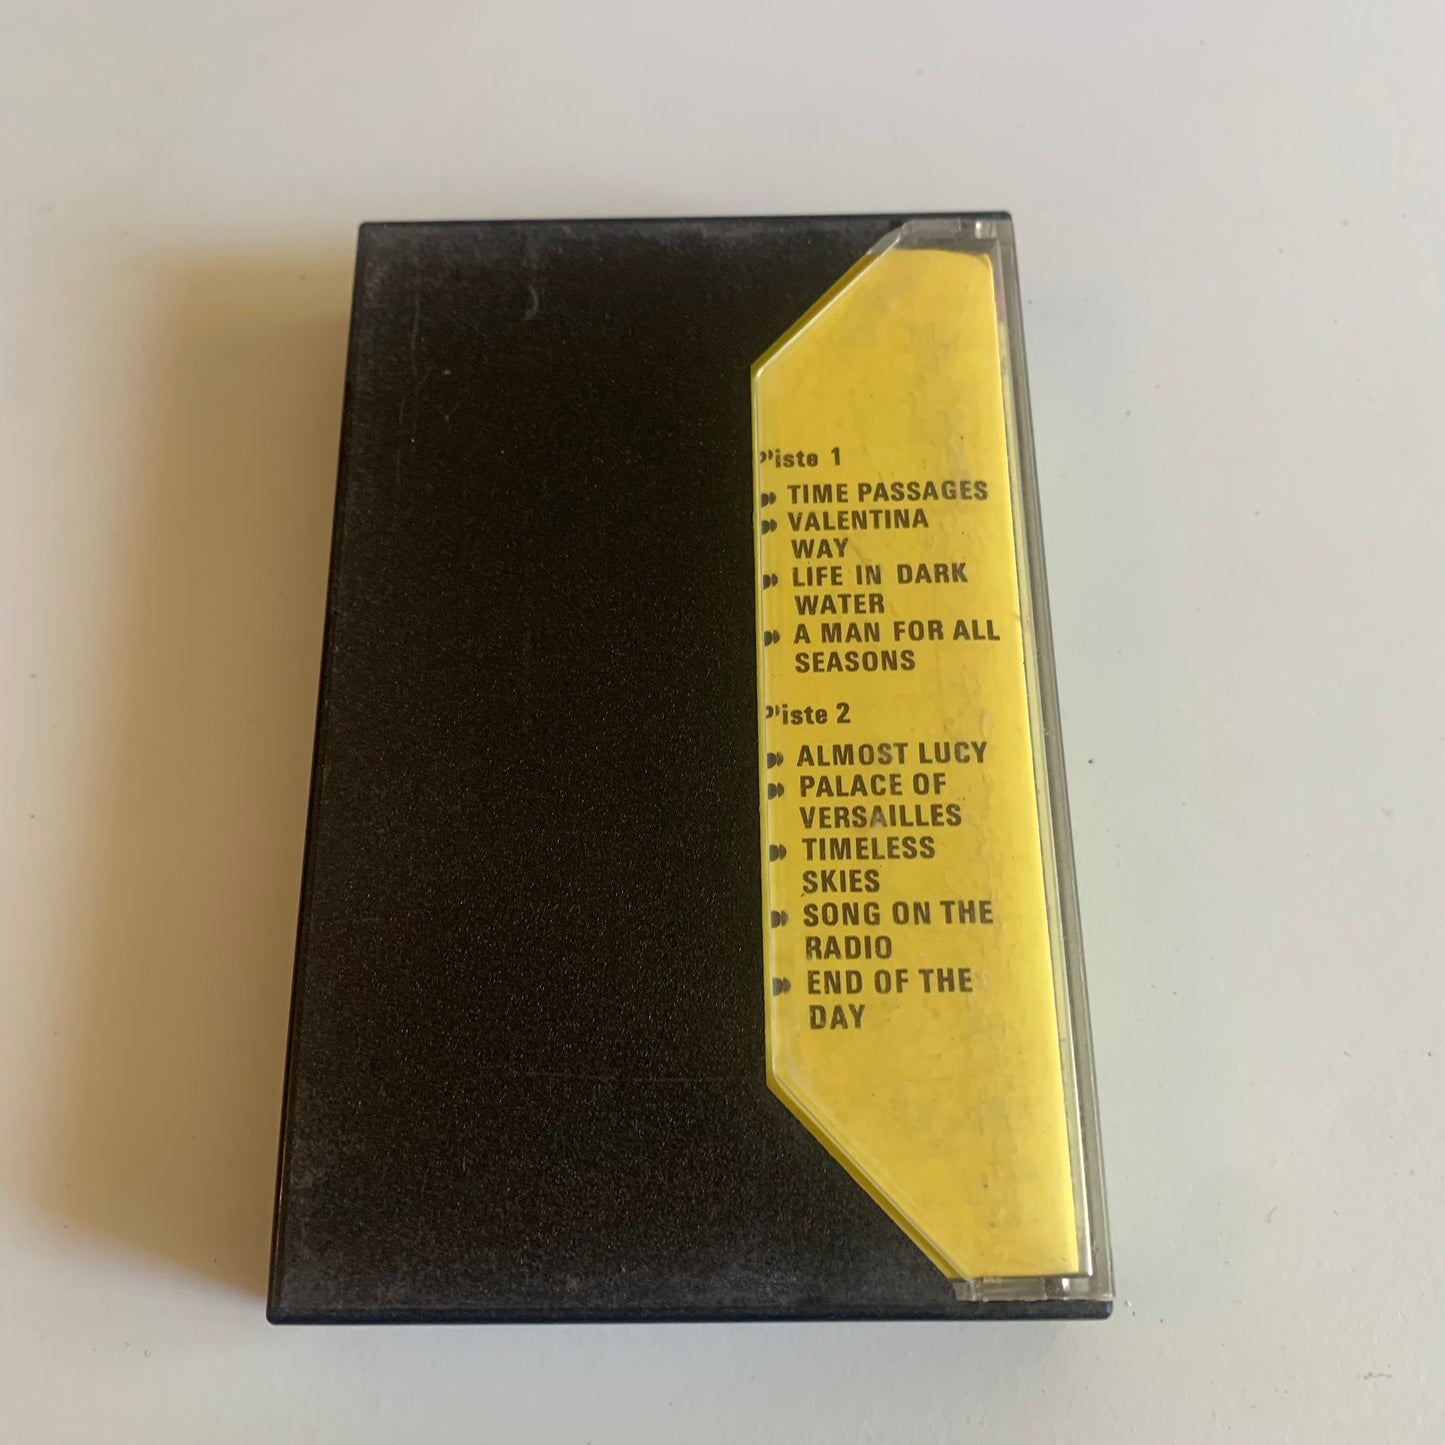 Piste 1
TIME PASSAGES
VALENTINA
WAY
LIFE IN DARK
WATER
A MAN FOR ALL
SEASONS
Piste 2
ALMOST LUCY
PALACE OF
VERSAILLES
TIMELESS
SKIES
SONG ON THE
RADIO
END OF THE
DAY